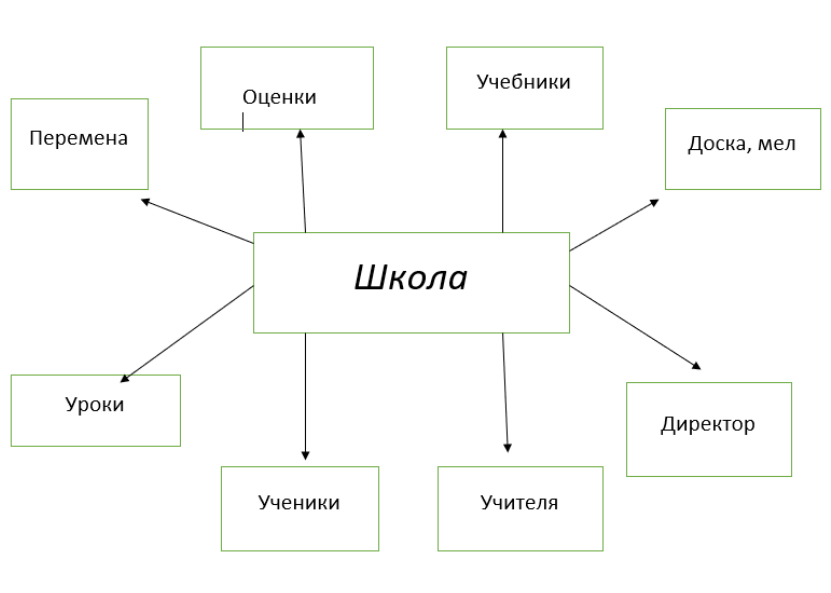 Оценки
Учебники
Перемена
Доска, мел
Школа
Уроки
Директор
Ученики
Учителя